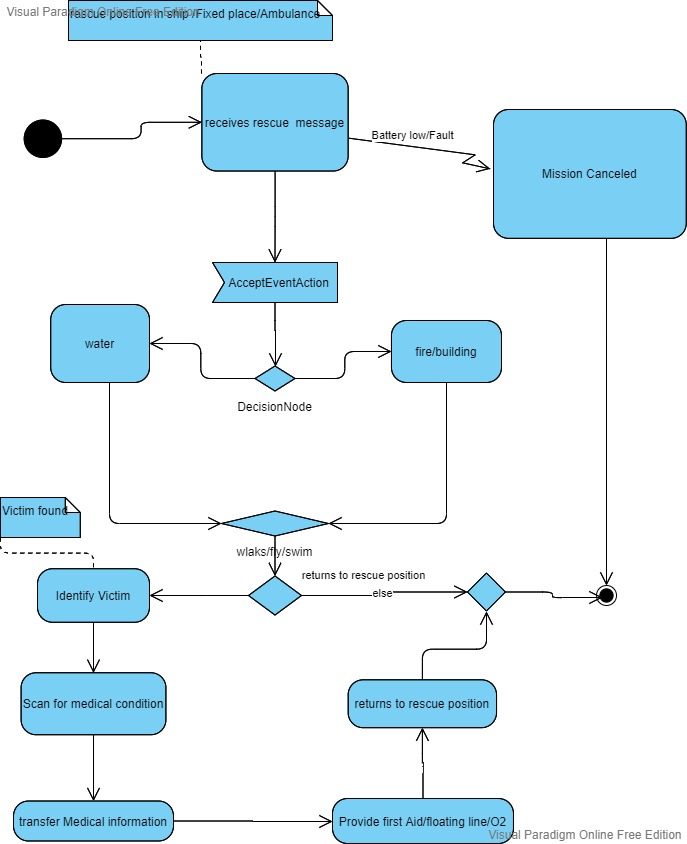 Visual Paradigm Online Free Edition
rascue position in ship /Fixed place/Ambulance
receives rescue message
Battery low/Fault
Mission Canceled
AcceptEventAction
water
fire/building
DecisionNode
Victim found
wlaks/fly/swim
returns to rescue position
else
Identify Victim
Scan for medical condition
returns to rescue position
transfer Medical information
Provide first Aid/floating line/O2
Visual Paradigm Online Free Edition